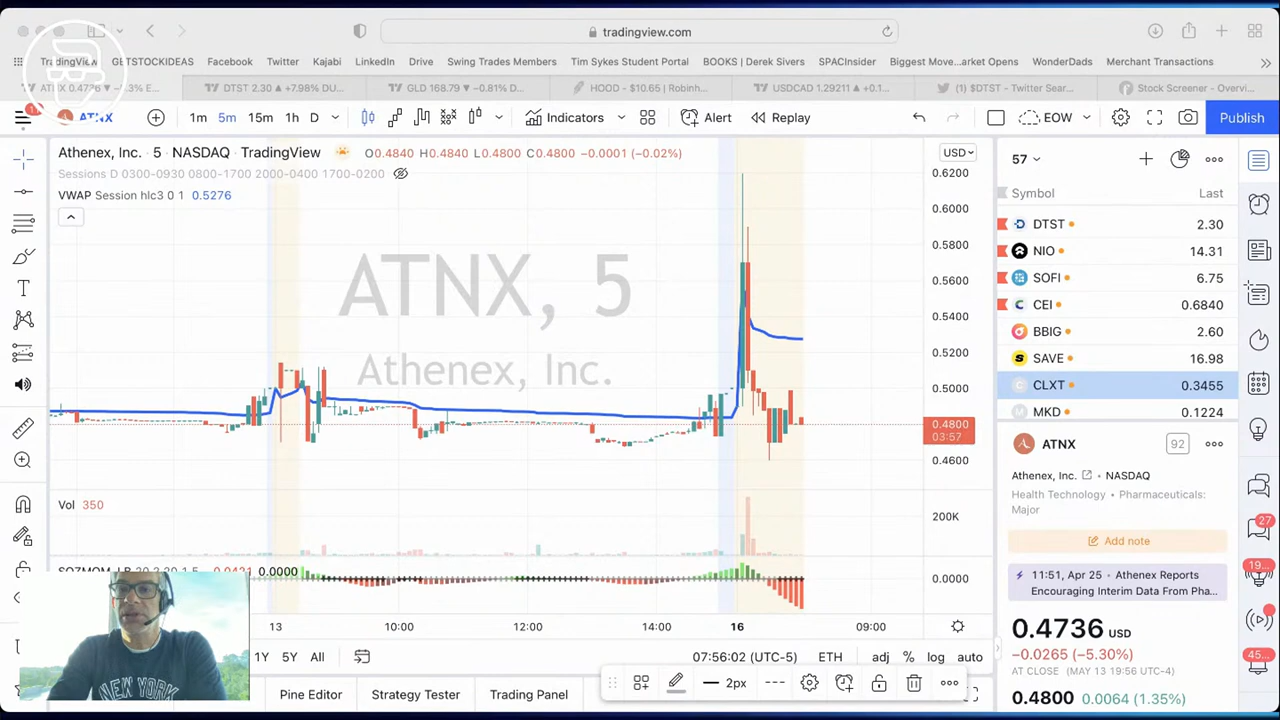 tradingview.com
TradingView GETSTOCKIDEAS Facebook Twitter Kajabi LinkedIn Drive Swing Trades Members Tim Sykes Student Portal BOOKS | Derek Sivers SPACInsider Biggest Move...arket Opens WonderDads Merchant Transactions
ATNX 0.4736 ▼ −5.3% E... DTST 2.30 ▲ +7.98% DU... GLD 168.79 ▼ −0.81% D... HOOD - $10.65 | Robinh... USDCAD 1.29211 ▲ +0.1... (1) $DTST - Twitter Sear... Stock Screener - Overvi...
ATNX 1m 5m 15m 1h D Indicators Alert Replay EOW Publish
Athenex, Inc. · 5 · NASDAQ · TradingView O0.4840 H0.4840 L0.4800 C0.4800 −0.0001 (−0.02%)
USD
57
Sessions D 0300-0930 0800-1700 2000-0400 1700-0200
VWAP Session hlc3 0 1 0.5276
ATNX, 5
Athenex, Inc.
0.6200
0.6000
0.5800
0.5600
0.5400
0.5200
0.5000
0.4800
03:57
0.4600
Vol 350
200K
0.0000
0.0000
13 10:00 12:00 14:00 16 09:00
1Y 5Y All 07:56:02 (UTC-5) ETH adj % log auto
Pine Editor Strategy Tester Trading Panel
2px
Symbol Last
DTST 2.30
NIO 14.31
SOFI 6.75
CEI 0.6840
BBIG 2.60
SAVE 16.98
CLXT 0.3455
MKD 0.1224
ATNX 92
Athenex, Inc. · NASDAQ
Health Technology · Pharmaceuticals:
Major
Add note
11:51, Apr 25 · Athenex Reports
Encouraging Interim Data From Pha...
0.4736 USD
−0.0265 (−5.30%)
AT CLOSE (MAY 13 19:56 UTC-4)
0.4800 0.0064 (1.35%)
27
19...
45...
NEW YORK